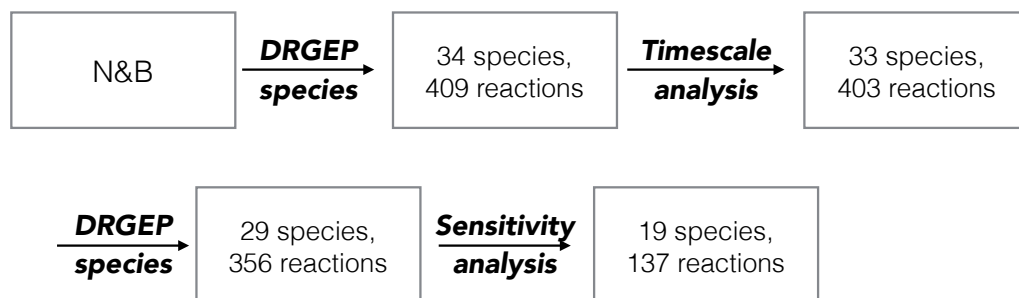 N&B
DRGEP
species
34 species,
409 reactions
Timescale
analysis
33 species,
403 reactions
DRGEP
species
29 species,
356 reactions
Sensitivity
analysis
19 species,
137 reactions